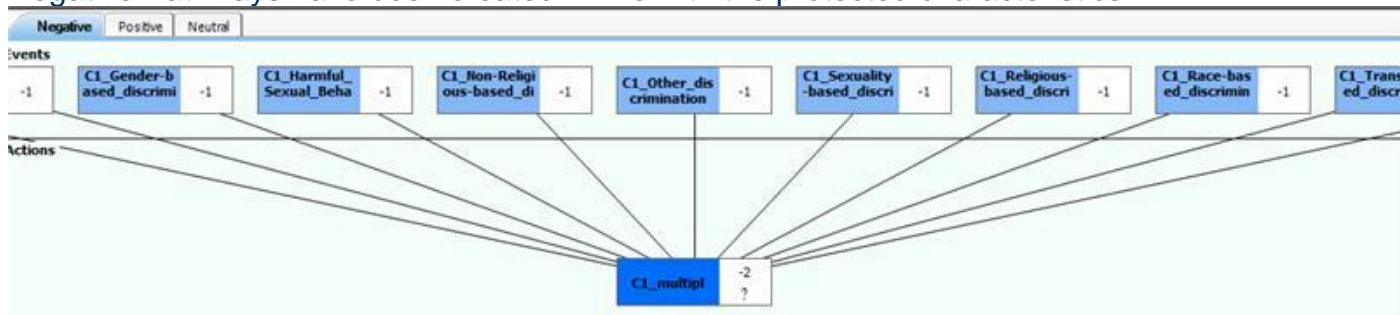 Negative Positive Neutral
Events
-1
C1_Gender-b
ased_discrimi -1
C1_Harmful_
Sexual_Beha -1
C1_Non-Religi
ous-based_di -1
C1_Other_dis
crimination -1
C1_Sexuality
-based_discri -1
C1_Religious-
based_discri -1
C1_Race-bas
ed_discrimin -1
C1_Trans
ed_discr
Actions
C1_multipl -2
?